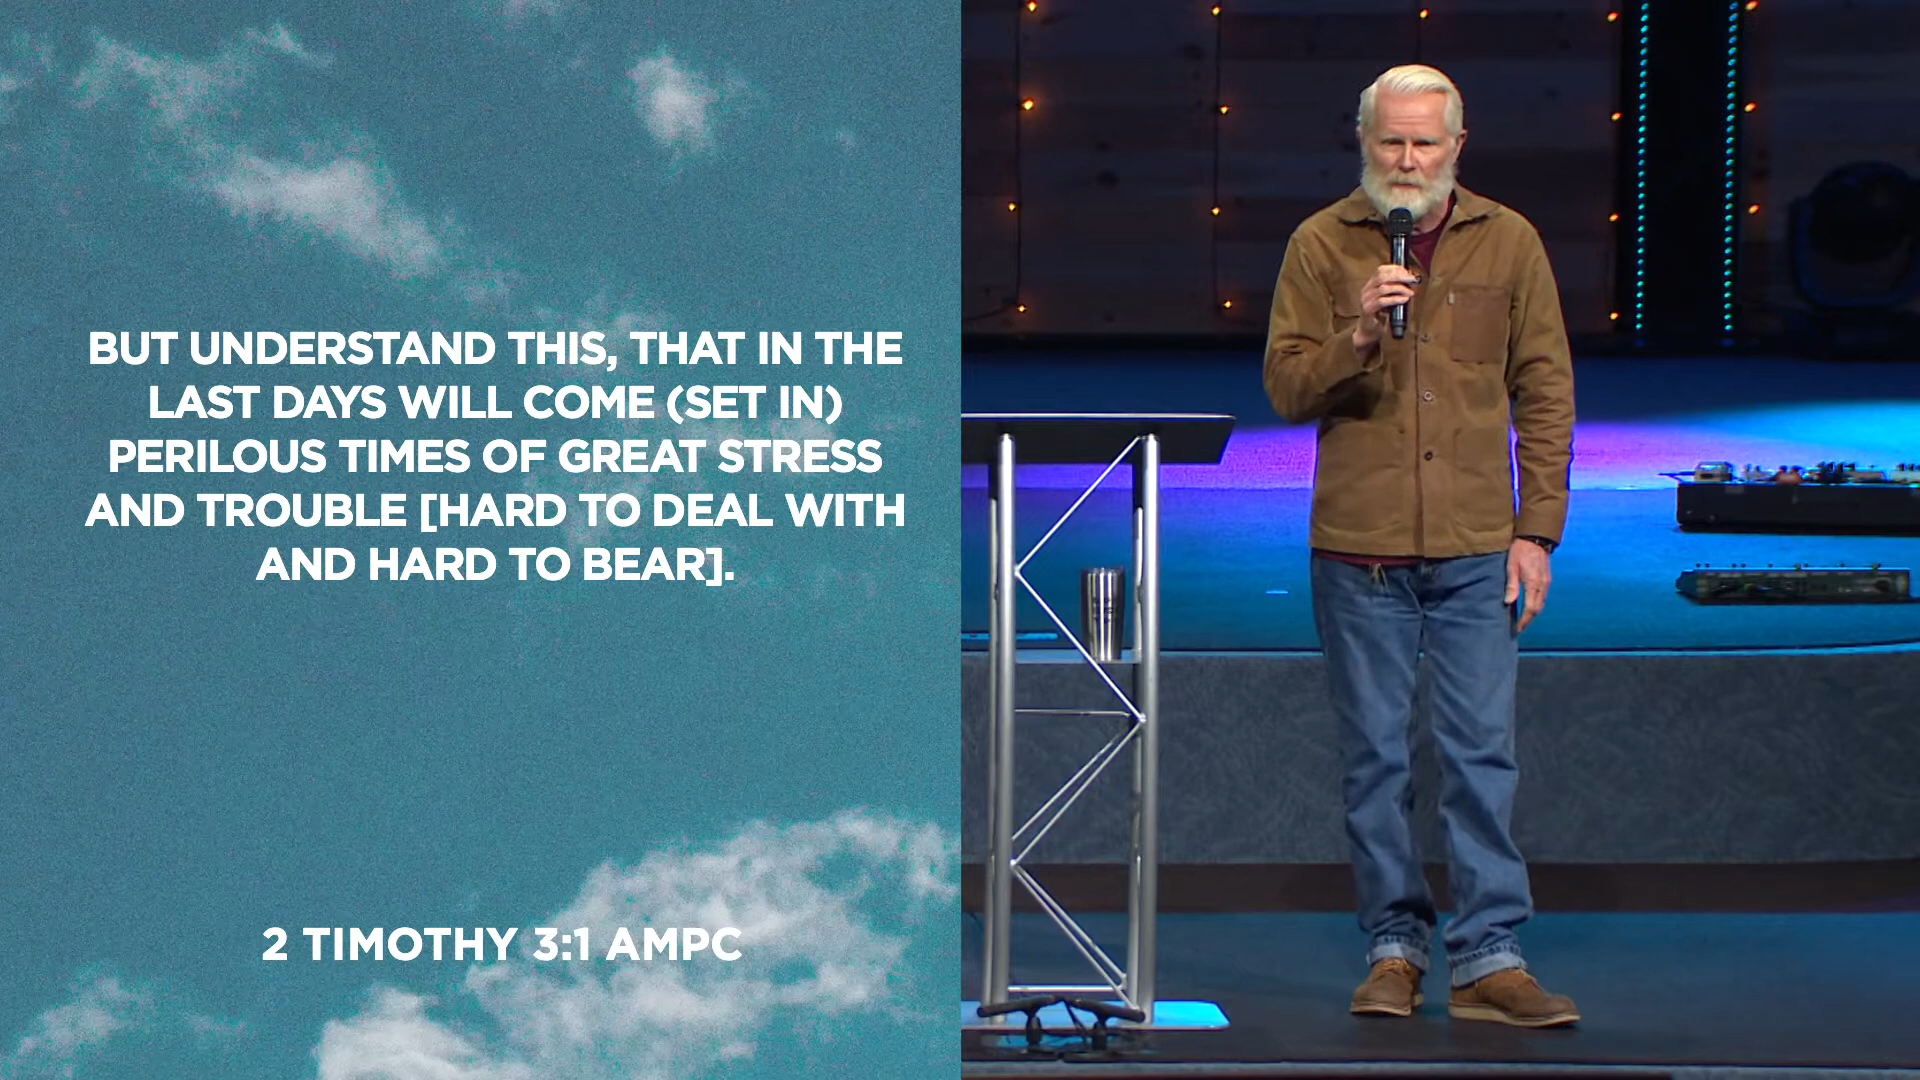 BUT UNDERSTAND THIS, THAT IN THE
LAST DAYS WILL COME (SET IN)
PERILOUS TIMES OF GREAT STRESS
AND TROUBLE [HARD TO DEAL WITH
AND HARD TO BEAR].
2 TIMOTHY 3:1 AMPC